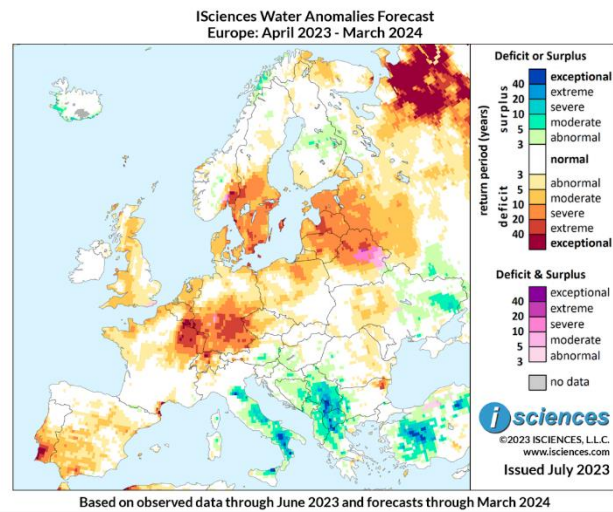 ISciences Water Anomalies Forecast
Europe: April 2023 - March 2024
Deficit or Surplus
return period (years)
deficit
surplus
40
20
10
5
3
3
5
10
20
40
exceptional
extreme
severe
moderate
abnormal
normal
abnormal
moderate
severe
extreme
exceptional
Deficit & Surplus
40
20
10
5
3
exceptional
extreme
severe
moderate
abnormal
no data
i sciences
©2023 ISCIENCES, L.L.C.
www.isciences.com
Issued July 2023
Based on observed data through June 2023 and forecasts through March 2024